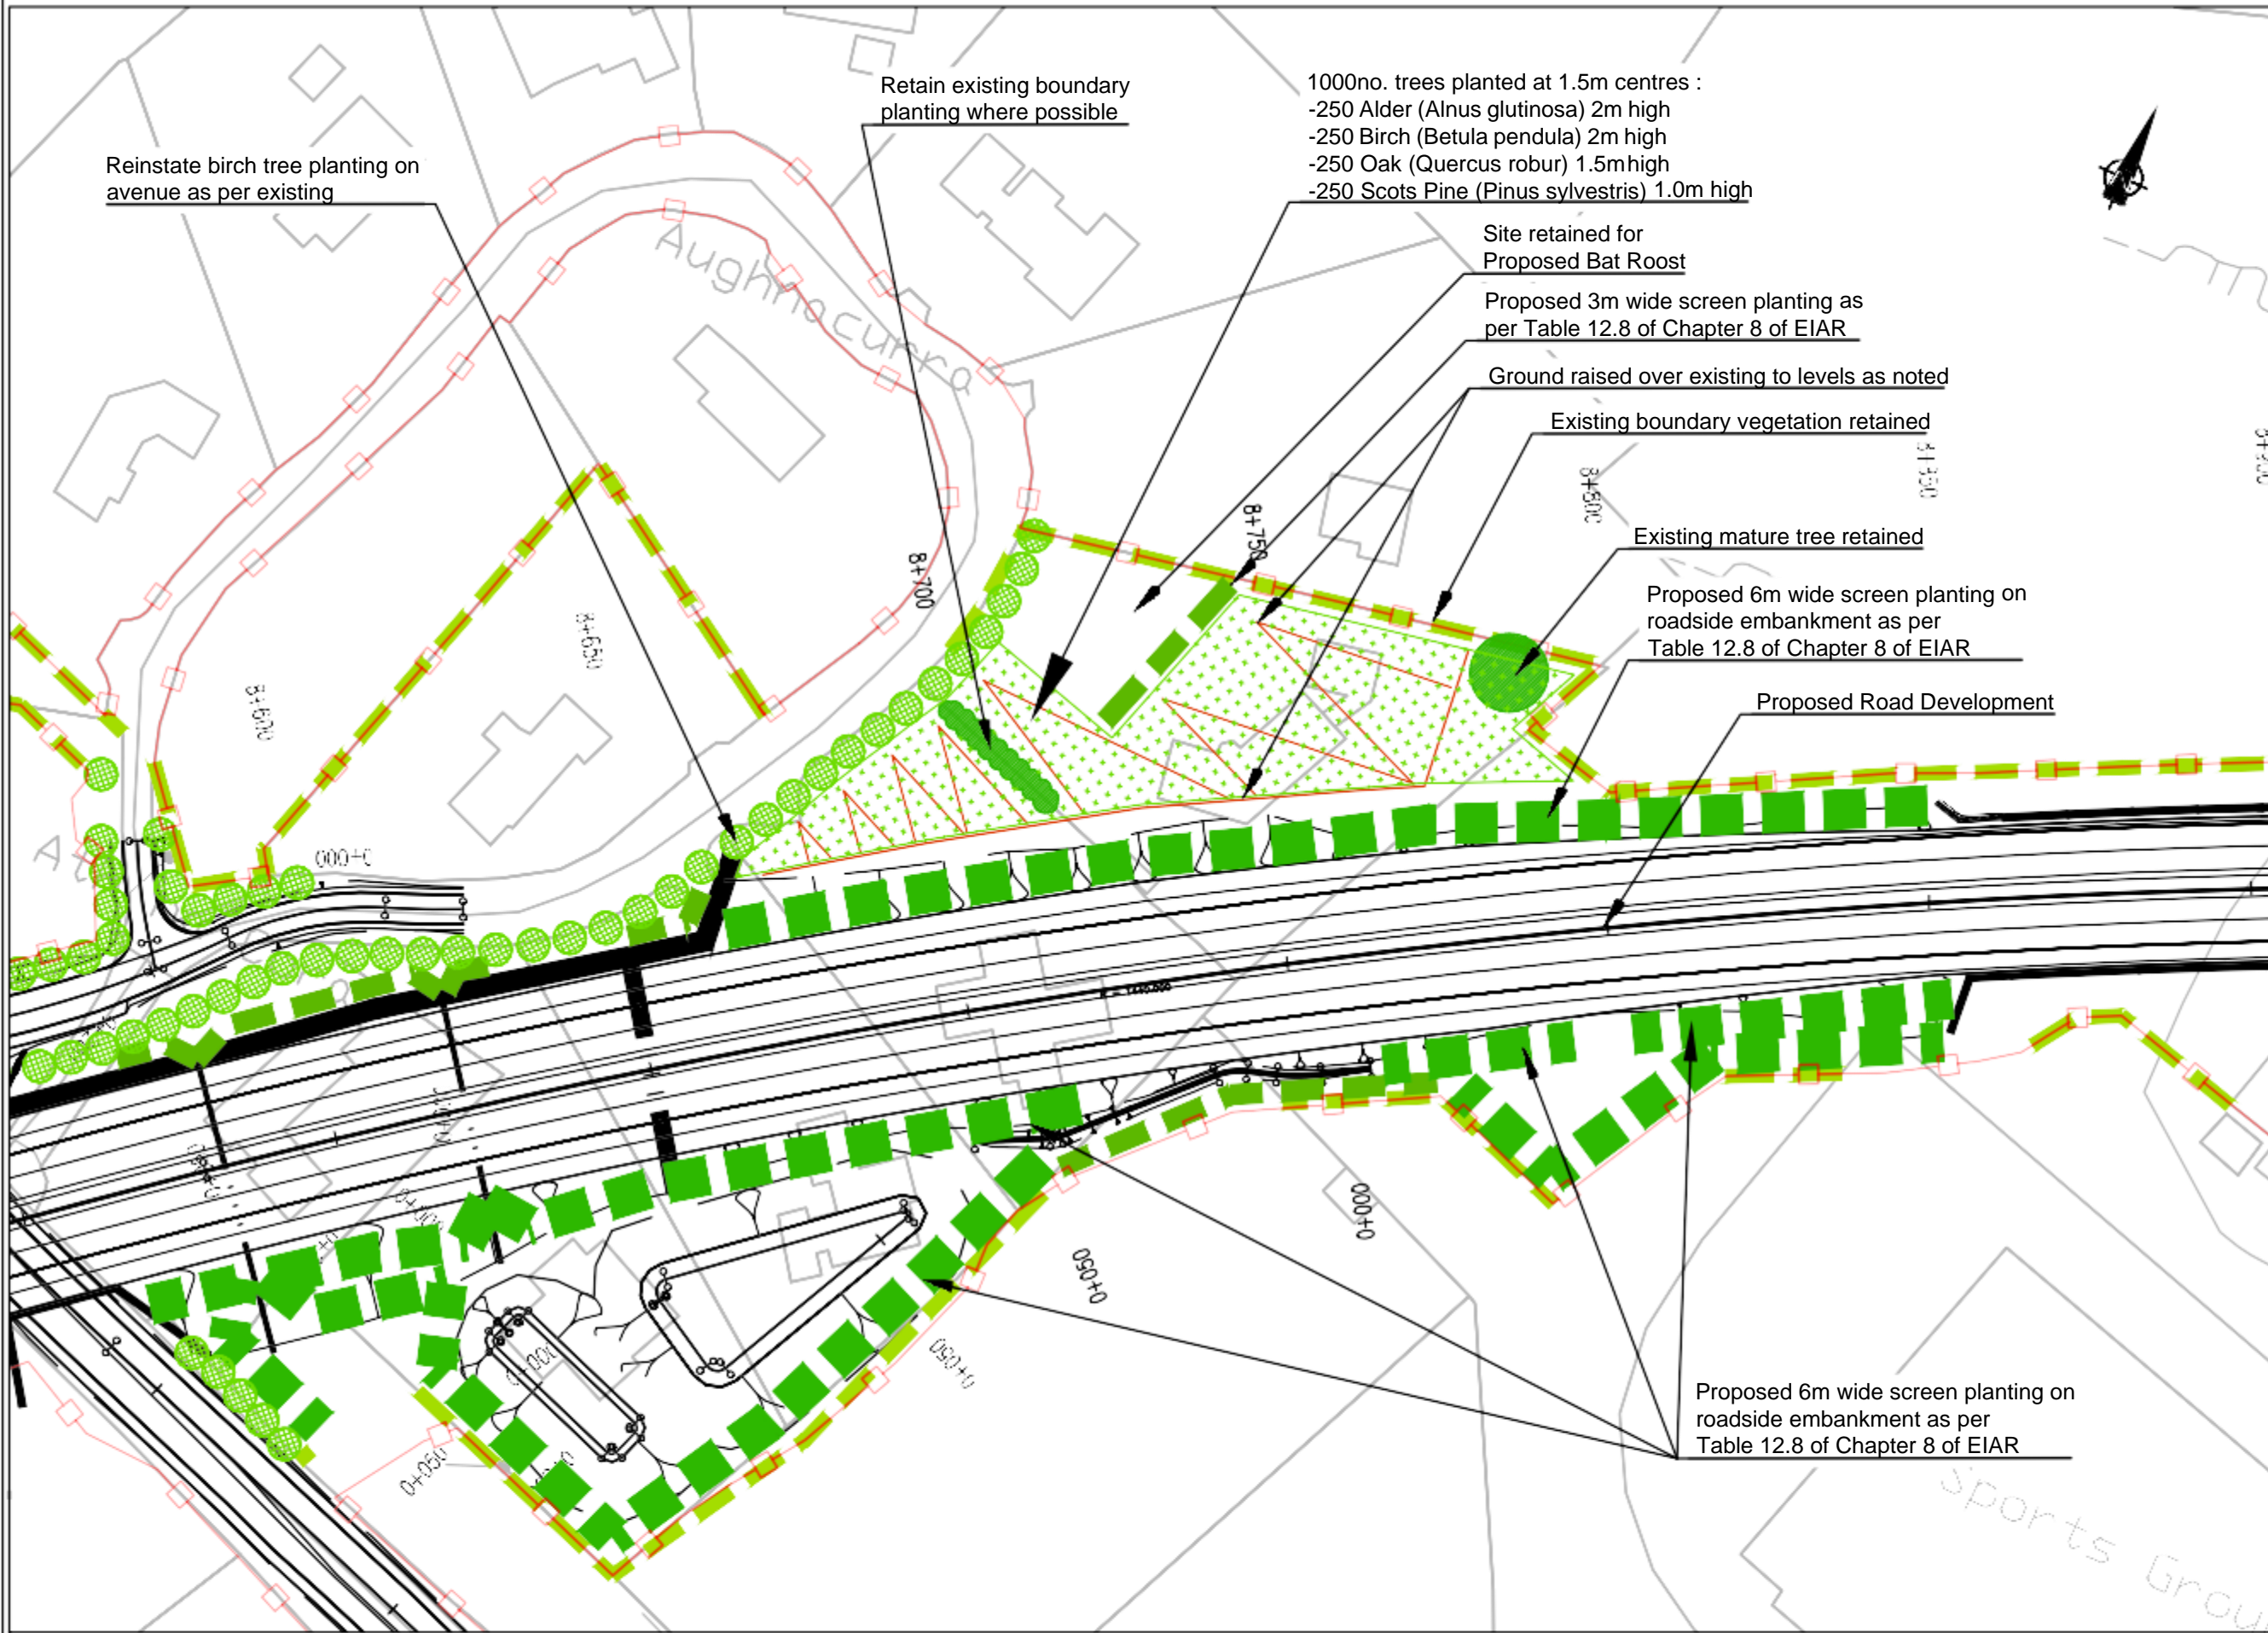 Retain existing boundary
planting where possible
1000no. trees planted at 1.5m centres :
-250 Alder (Alnus glutinosa) 2m high
-250 Birch (Betula pendula) 2m high
-250 Oak (Quercus robur) 1.5mhigh
-250 Scots Pine (Pinus sylvestris) 1.0m high
Reinstate birch tree planting on
avenue as per existing
Site retained for
Proposed Bat Roost
Proposed 3m wide screen planting as
per Table 12.8 of Chapter 8 of EIAR
Ground raised over existing to levels as noted
Existing boundary vegetation retained
Existing mature tree retained
Proposed 6m wide screen planting on
roadside embankment as per
Table 12.8 of Chapter 8 of EIAR
Proposed Road Development
Aughnacurra
8+600
8+650
8+700
8+750
8+800
8+850
8+900
0+000
0+000
0+050
0+050
0+050
Proposed 6m wide screen planting on
roadside embankment as per
Table 12.8 of Chapter 8 of EIAR
Sports Grou